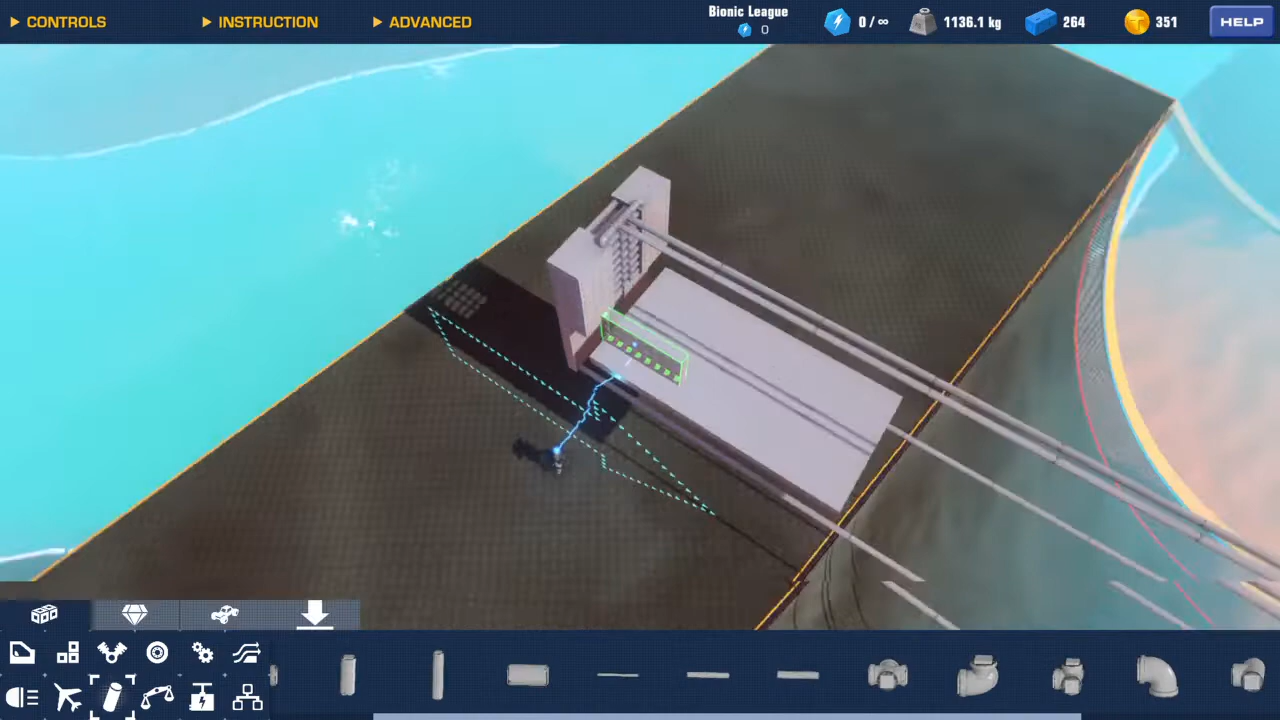 CONTROLS
INSTRUCTION
ADVANCED
Bionic League
0
0 / ∞
1136.1 kg
264
351
HELP